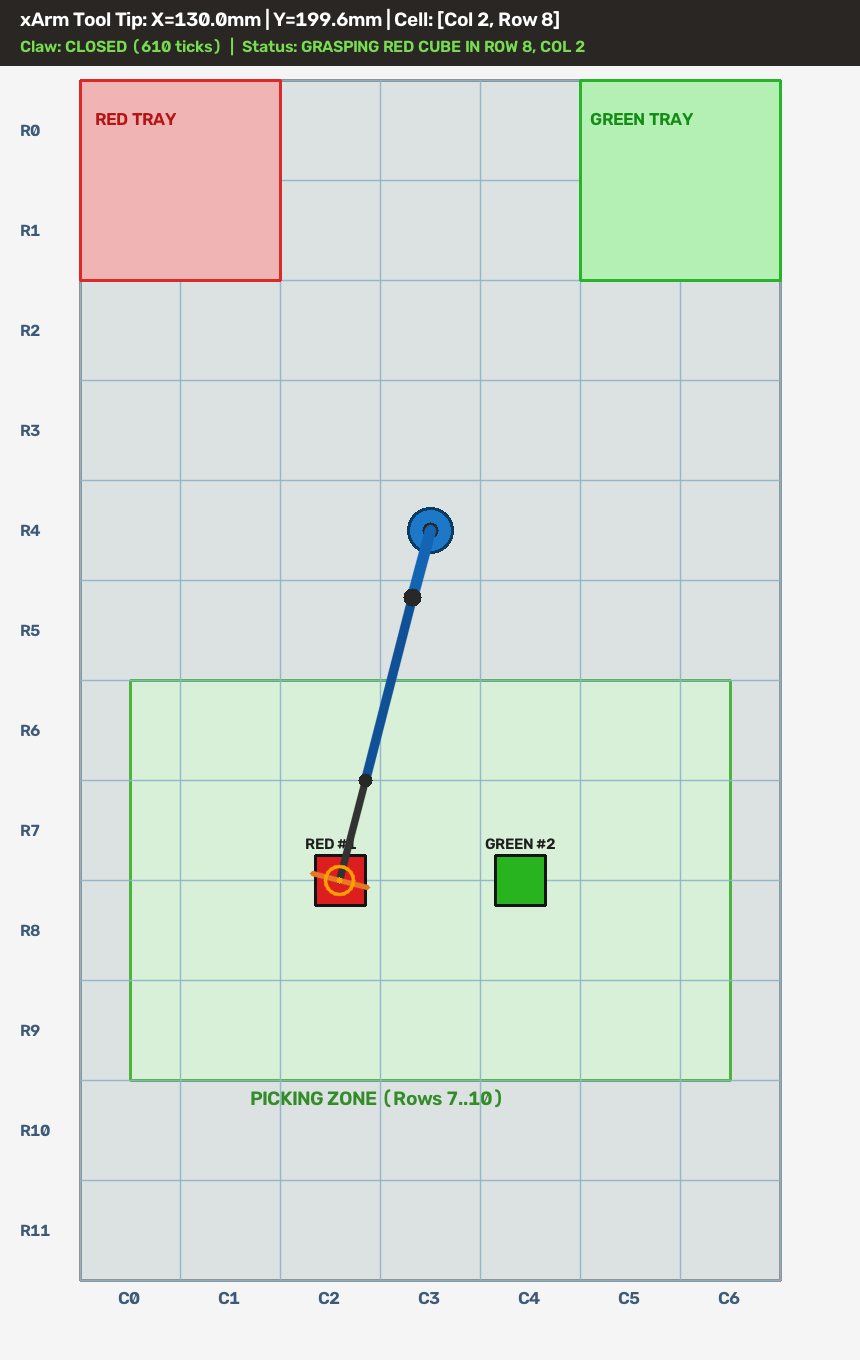 xArm Tool Tip: X=130.0mm | Y=199.6mm | Cell: [Col 2, Row 8]
Claw: CLOSED (610 ticks) | Status: GRASPING RED CUBE IN ROW 8, COL 2
RED TRAY
GREEN TRAY
R0
R1
R2
R3
R4
R5
R6
R7
RED #1
GREEN #2
R8
R9
PICKING ZONE (Rows 7..10)
R10
R11
C0
C1
C2
C3
C4
C5
C6